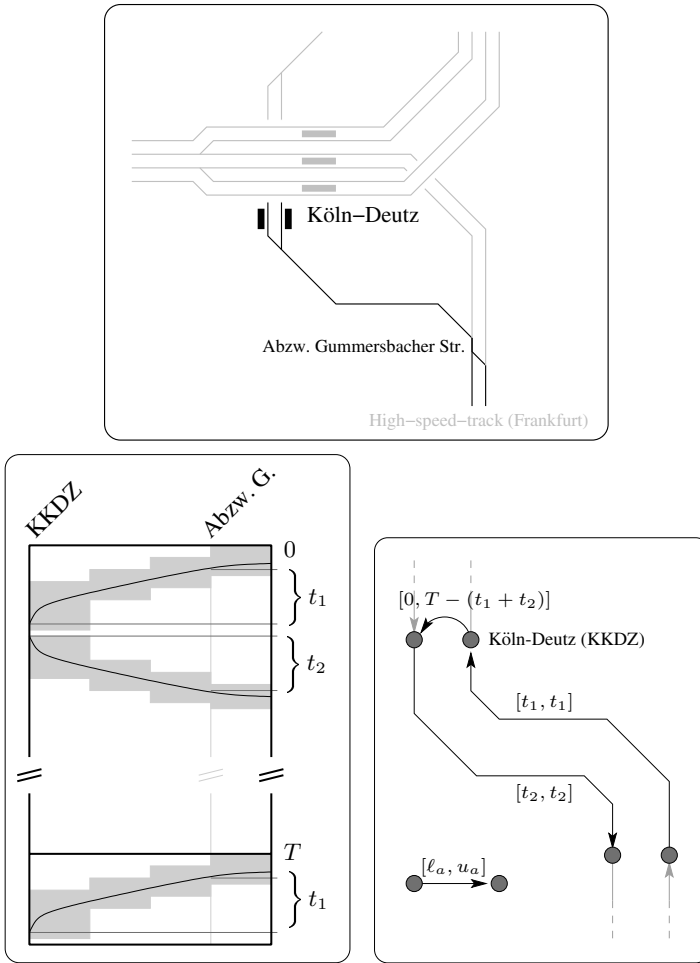 Köln−Deutz
Abzw. Gummersbacher Str.
High−speed−track (Frankfurt)
KKDZ
Abzw. G.
0
t₁
t₂
T
t₁
[0, T − (t₁ + t₂)]
Köln-Deutz (KKDZ)
[t₁, t₁]
[t₂, t₂]
[ℓₐ, uₐ]